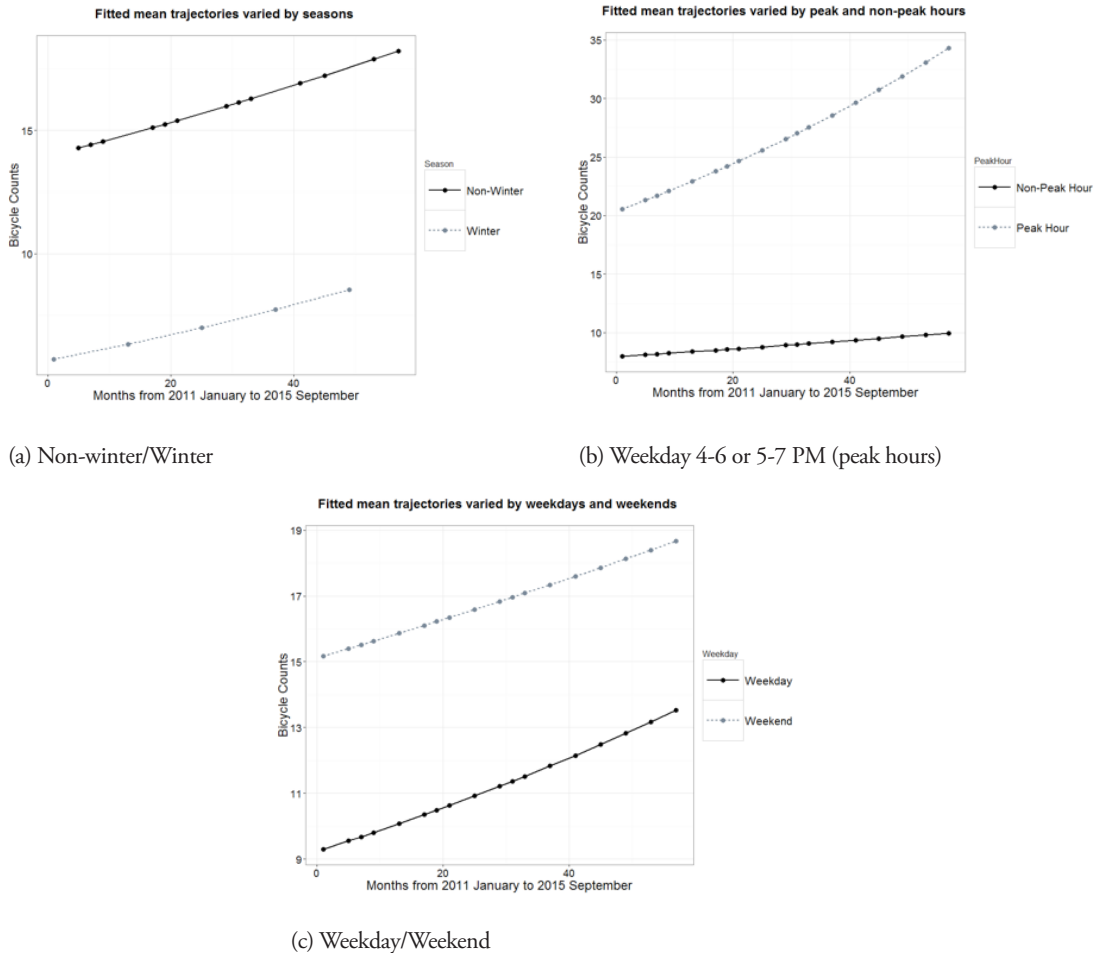 Fitted mean trajectories varied by seasons
15
10
Bicycle Counts
0
20
40
Months from 2011 January to 2015 September
Season
Non-Winter
Winter
(a) Non-winter/Winter
Fitted mean trajectories varied by peak and non-peak hours
35
30
25
20
15
10
Bicycle Counts
0
20
40
Months from 2011 January to 2015 September
PeakHour
Non-Peak Hour
Peak Hour
(b) Weekday 4-6 or 5-7 PM (peak hours)
Fitted mean trajectories varied by weekdays and weekends
19
17
15
13
11
9
Bicycle Counts
0
20
40
Months from 2011 January to 2015 September
Weekday
Weekday
Weekend
(c) Weekday/Weekend